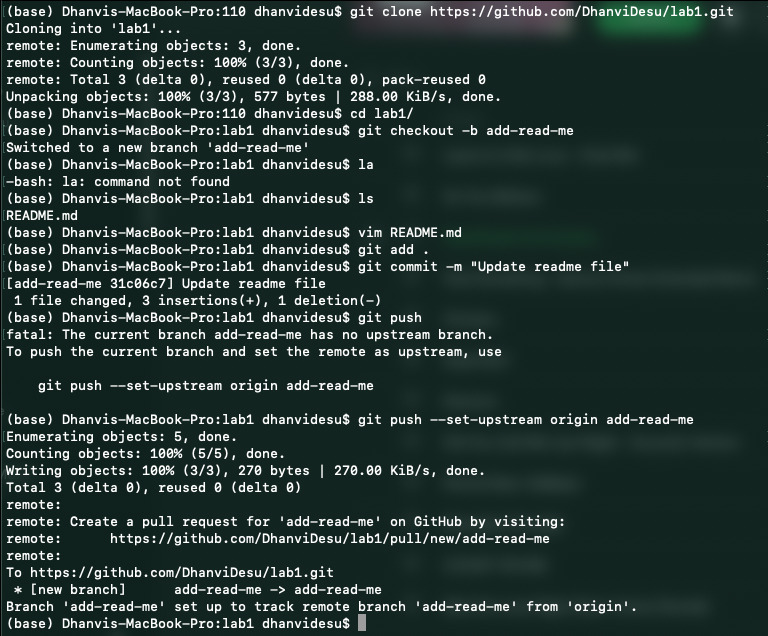 (base) Dhanvis-MacBook-Pro:110 dhanvidesu$ git clone https://github.com/DhanviDesu/lab1.git
Cloning into 'lab1'...
remote: Enumerating objects: 3, done.
remote: Counting objects: 100% (3/3), done.
remote: Total 3 (delta 0), reused 0 (delta 0), pack-reused 0
Unpacking objects: 100% (3/3), 577 bytes | 288.00 KiB/s, done.
(base) Dhanvis-MacBook-Pro:110 dhanvidesu$ cd lab1/
(base) Dhanvis-MacBook-Pro:lab1 dhanvidesu$ git checkout -b add-read-me
Switched to a new branch 'add-read-me'
(base) Dhanvis-MacBook-Pro:lab1 dhanvidesu$ la
-bash: la: command not found
(base) Dhanvis-MacBook-Pro:lab1 dhanvidesu$ ls
README.md
(base) Dhanvis-MacBook-Pro:lab1 dhanvidesu$ vim README.md
(base) Dhanvis-MacBook-Pro:lab1 dhanvidesu$ git add .
(base) Dhanvis-MacBook-Pro:lab1 dhanvidesu$ git commit -m "Update readme file"
[add-read-me 31c06c7] Update readme file
 1 file changed, 3 insertions(+), 1 deletion(-)
(base) Dhanvis-MacBook-Pro:lab1 dhanvidesu$ git push
fatal: The current branch add-read-me has no upstream branch.
To push the current branch and set the remote as upstream, use

    git push --set-upstream origin add-read-me

(base) Dhanvis-MacBook-Pro:lab1 dhanvidesu$ git push --set-upstream origin add-read-me
Enumerating objects: 5, done.
Counting objects: 100% (5/5), done.
Writing objects: 100% (3/3), 270 bytes | 270.00 KiB/s, done.
Total 3 (delta 0), reused 0 (delta 0)
remote:
remote: Create a pull request for 'add-read-me' on GitHub by visiting:
remote:      https://github.com/DhanviDesu/lab1/pull/new/add-read-me
remote:
To https://github.com/DhanviDesu/lab1.git
 * [new branch]      add-read-me -> add-read-me
Branch 'add-read-me' set up to track remote branch 'add-read-me' from 'origin'.
(base) Dhanvis-MacBook-Pro:lab1 dhanvidesu$